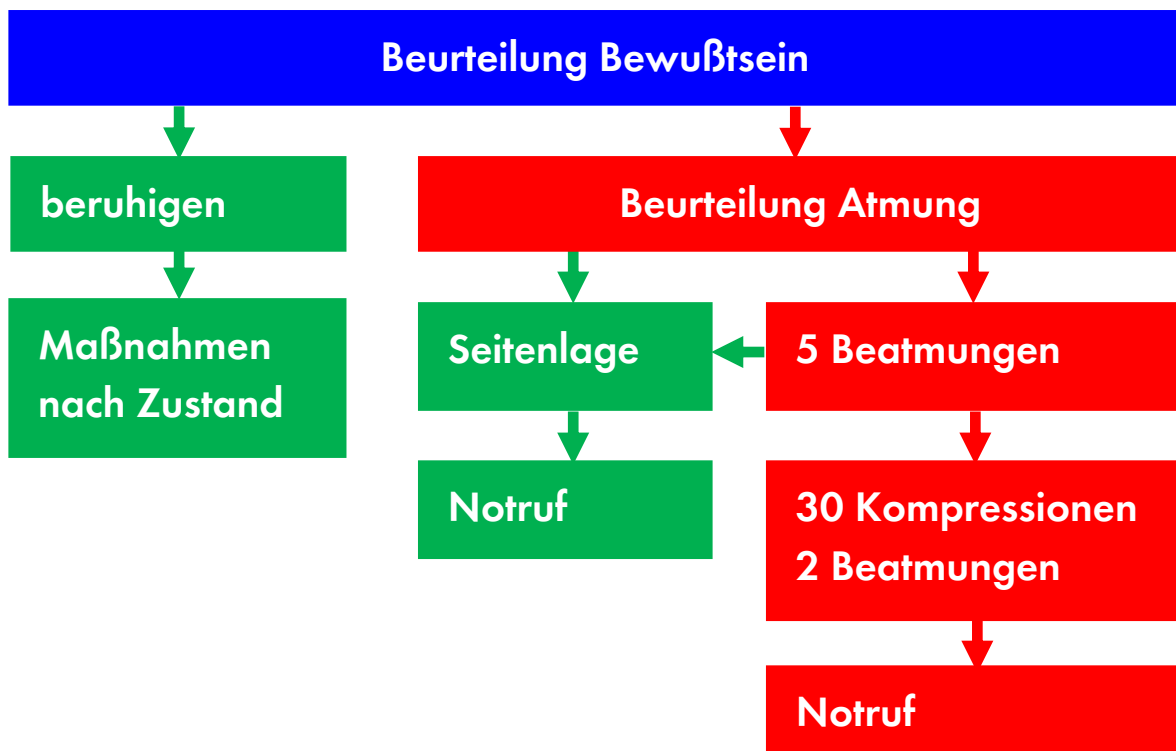 Beurteilung Bewußtsein
beruhigen
Beurteilung Atmung
Maßnahmen
nach Zustand
Seitenlage
5 Beatmungen
Notruf
30 Kompressionen
2 Beatmungen
Notruf